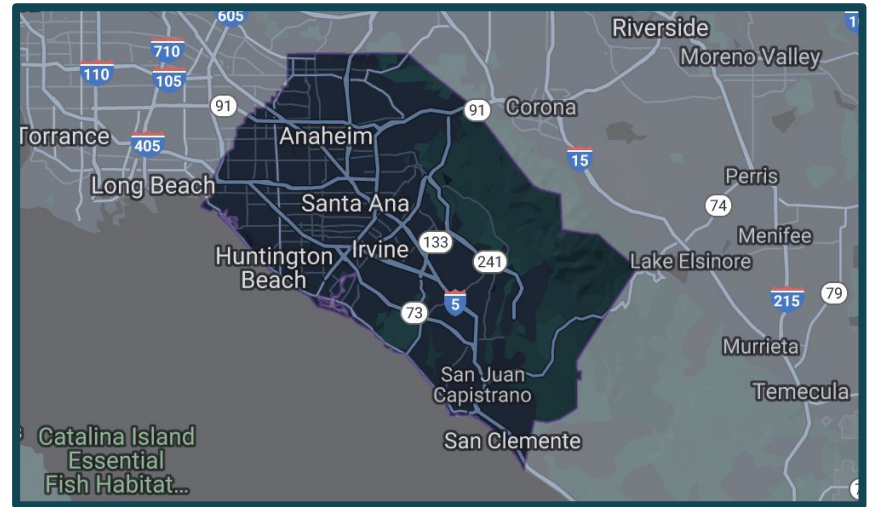 605
Riverside
710
Moreno Valley
110
105
91
91
Corona
Torrance
Anaheim
405
15
Long Beach
Perris
Santa Ana
74
133
Menifee
Huntington
Beach
Irvine
241
Lake Elsinore
5
215
79
73
Murrieta
San Juan
Capistrano
Temecula
Catalina Island
Essential
Fish Habitat...
San Clemente